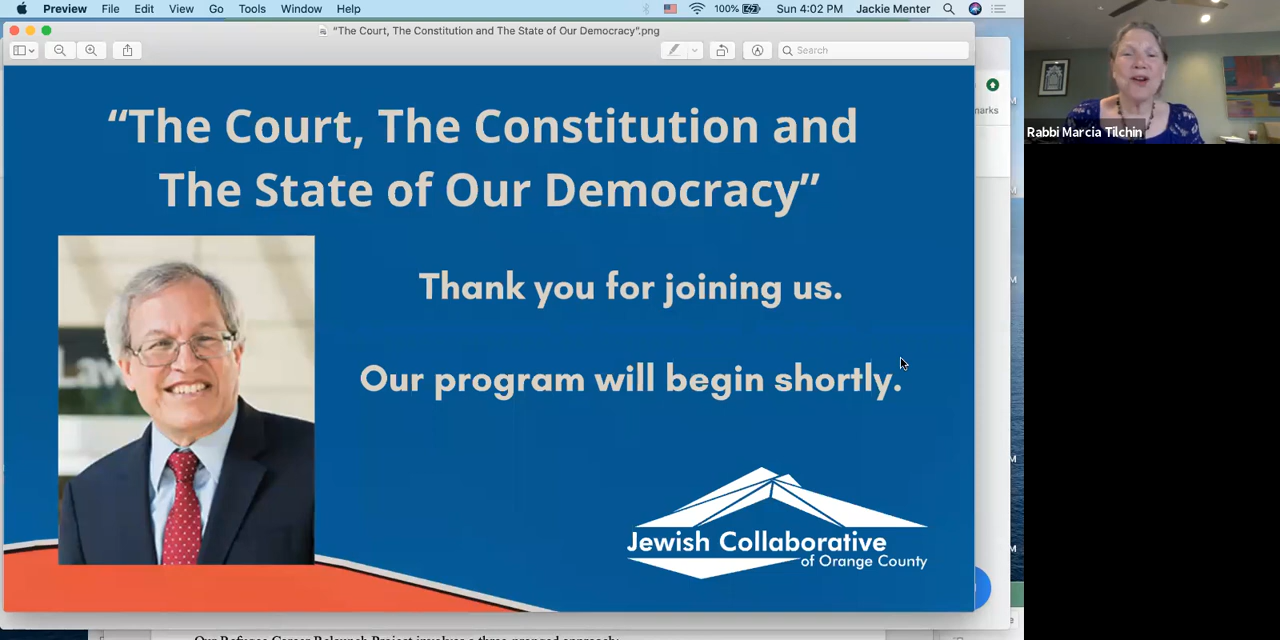 Preview File Edit View Go Tools Window Help 100% Sun 4:02 PM Jackie Menter
“The Court, The Constitution and The State of Our Democracy”.png
Search
“The Court, The Constitution and
The State of Our Democracy”
Thank you for joining us.
Our program will begin shortly.
Jewish Collaborative
of Orange County
Rabbi Marcia Tilchin
Law